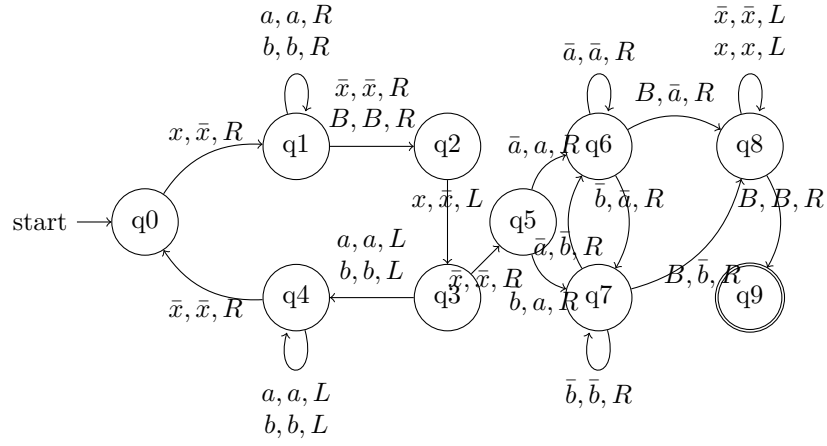 a, a, R
b, b, R
x̄, x̄, R
B, B, R
x, x̄, R
q1
q2
start
q0
x, x̄, L
a, a, L
b, b, L
q4
q3
x̄, x̄, R
x̄, x̄, R
a, a, L
b, b, L
q5
ā, a, R
b̄, a, R
ā, ā, R
q6
b̄, ā, R
ā, b̄, R
q7
b̄, b̄, R
B, ā, R
B, b̄, R
x̄, x̄, L
x, x, L
q8
B, B, R
q9